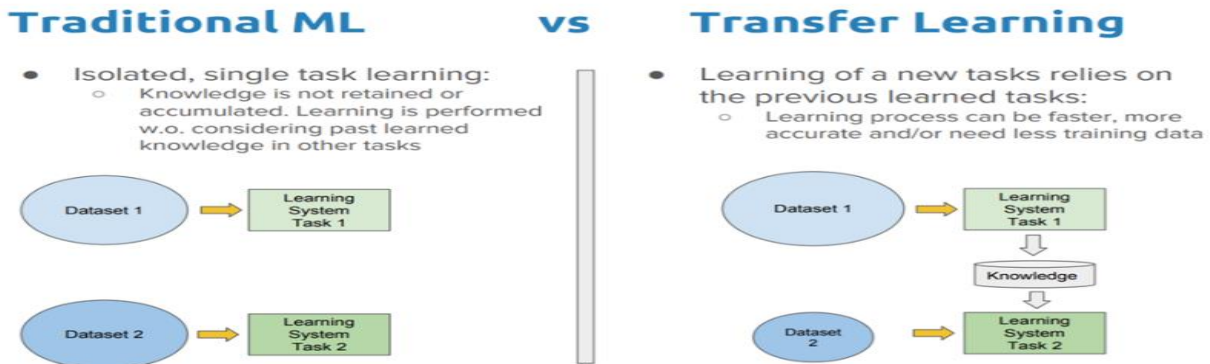 Traditional ML vs Transfer Learning
● Isolated, single task learning:
○ Knowledge is not retained or
accumulated. Learning is performed
w.o. considering past learned
knowledge in other tasks
Dataset 1
Learning
System
Task 1
Dataset 2
Learning
System
Task 2
● Learning of a new tasks relies on
the previous learned tasks:
○ Learning process can be faster, more
accurate and/or need less training data
Dataset 1
Learning
System
Task 1
Knowledge
Dataset
2
Learning
System
Task 2